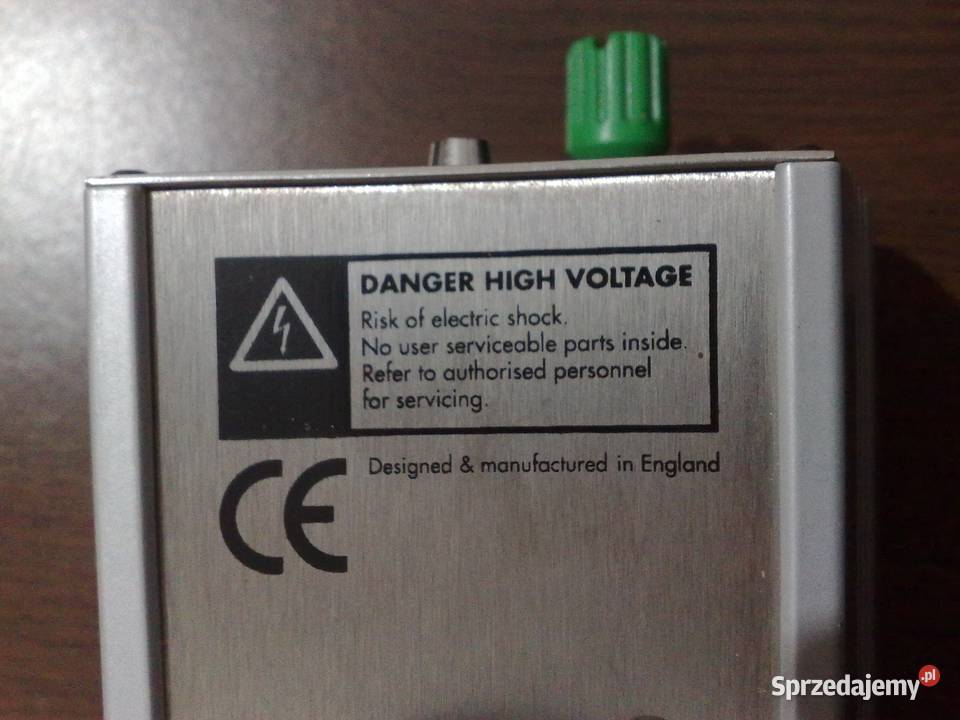 DANGER HIGH VOLTAGE
Risk of electric shock.
No user serviceable parts inside.
Refer to authorised personnel
for servicing.
CE
Designed & manufactured in England
Sprzedajemy.pl